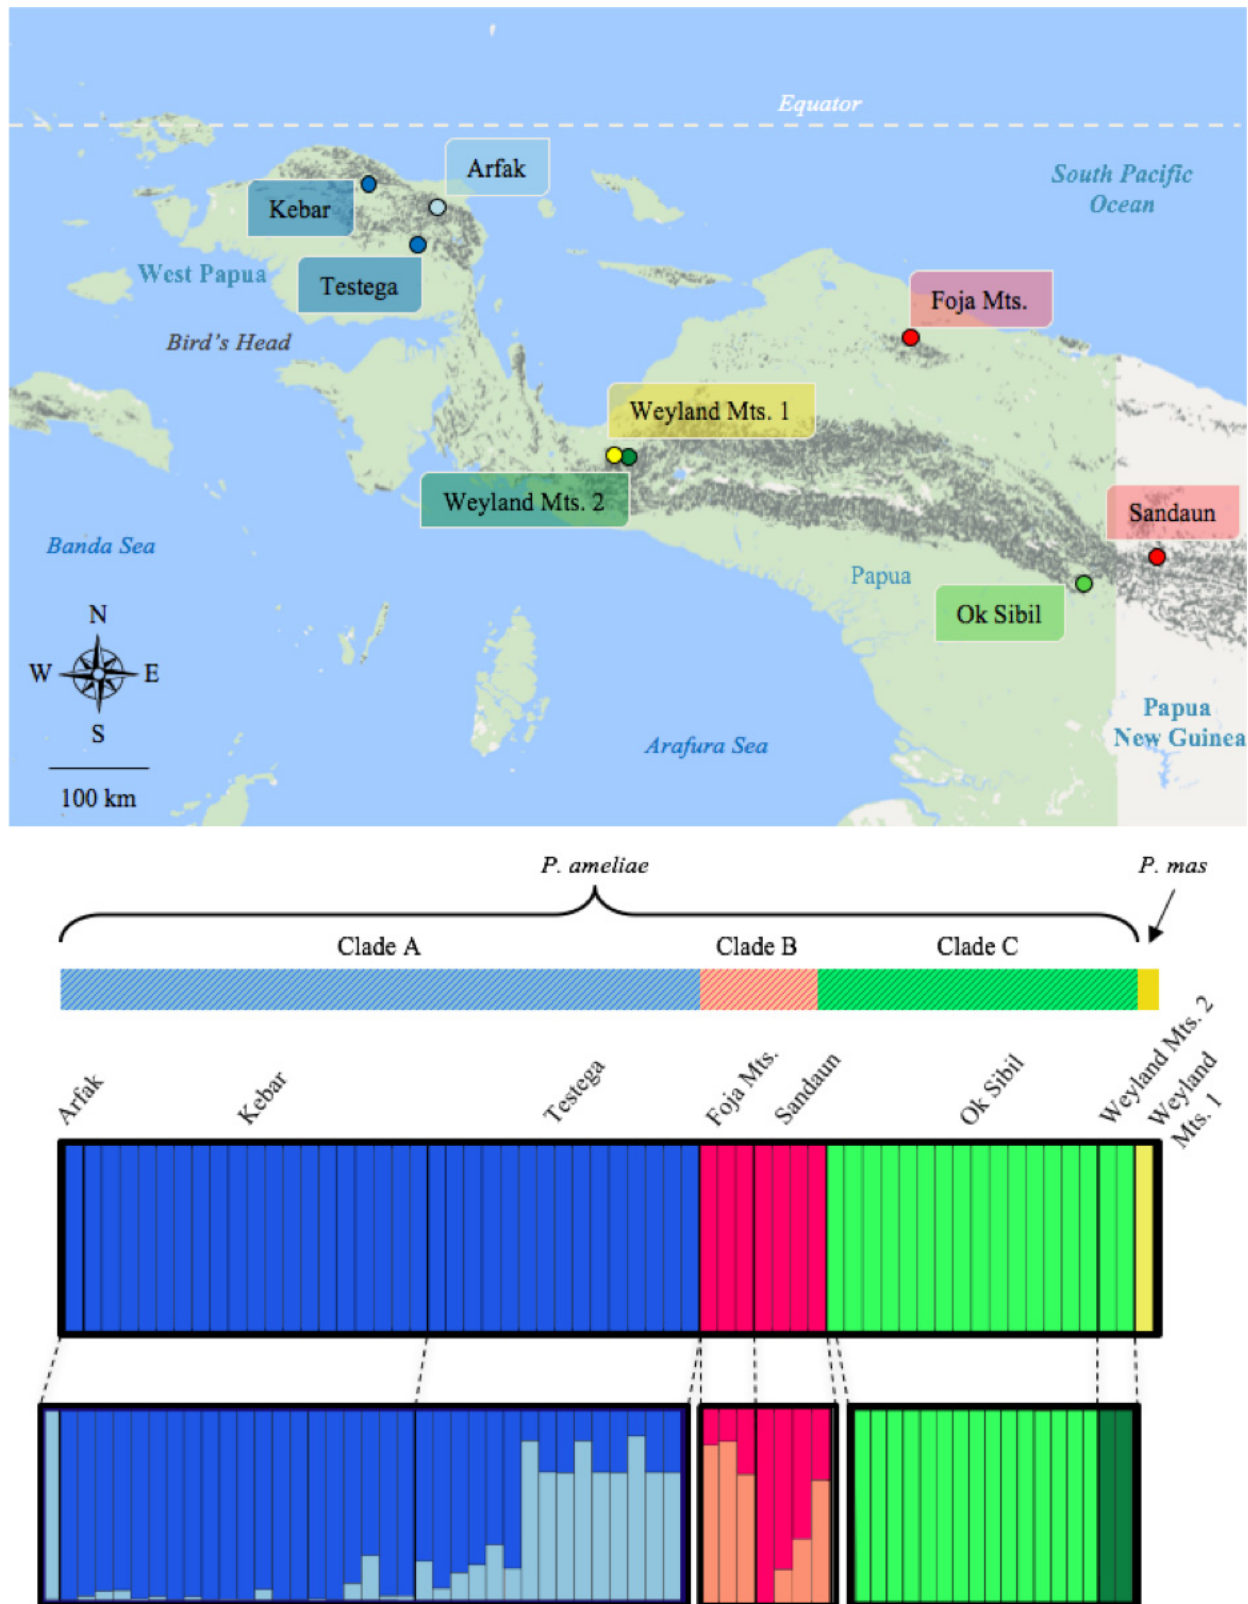 Equator
Arfak
South Pacific
Ocean
Kebar
West Papua
Testega
Foja Mts.
Bird's Head
Weyland Mts. 1
Weyland Mts. 2
Sandaun
Banda Sea
Papua
Ok Sibil
N
W E
S
Papua
New Guinea
Arafura Sea
100 km
P. ameliae
P. mas
Clade A
Clade B
Clade C
Arfak
Kebar
Testega
Foja Mts.
Sandaun
Ok Sibil
Weyland Mts. 2
Weyland
Mts. 1